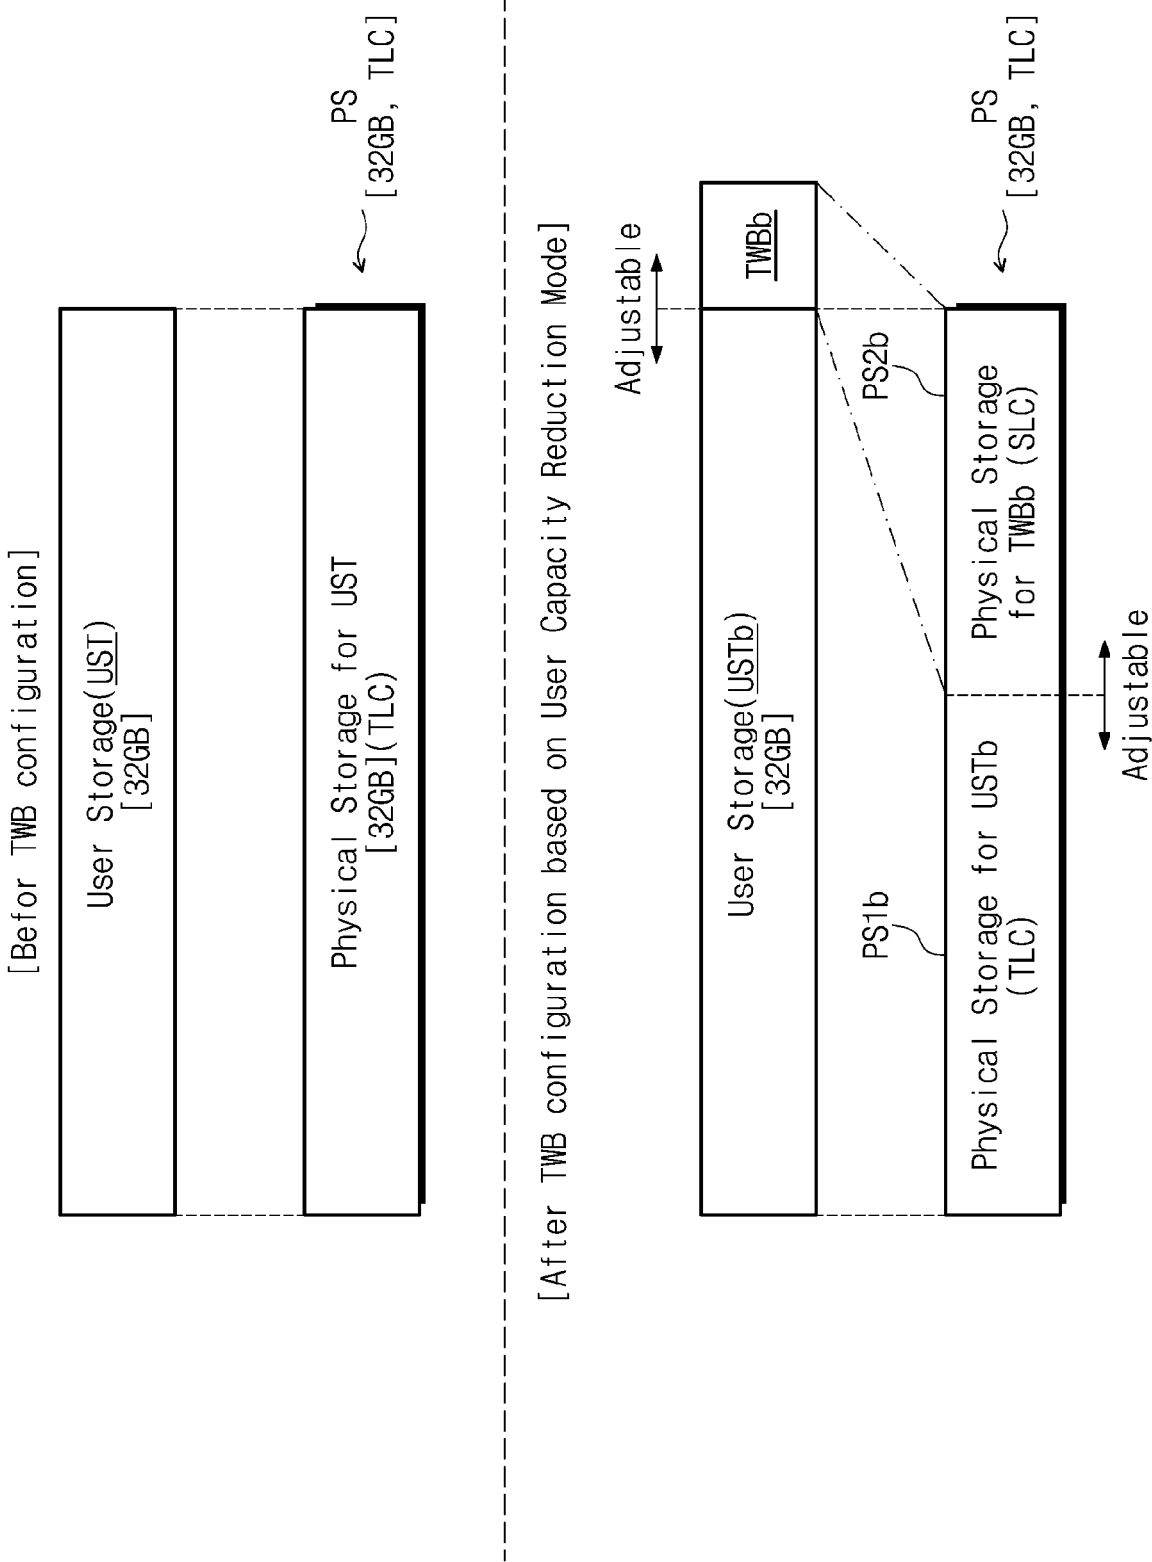 [Befor TWB configuration]
User Storage(UST)
[32GB]
Physical Storage for UST
[32GB](TLC)
PS
[32GB, TLC]
[After TWB configuration based on User Capacity Reduction Mode]
Adjustable
User Storage(USTb)
[32GB]
TWBb
PS1b
PS2b
Physical Storage for USTb
(TLC)
Physical Storage
for TWBb (SLC)
PS
[32GB, TLC]
Adjustable